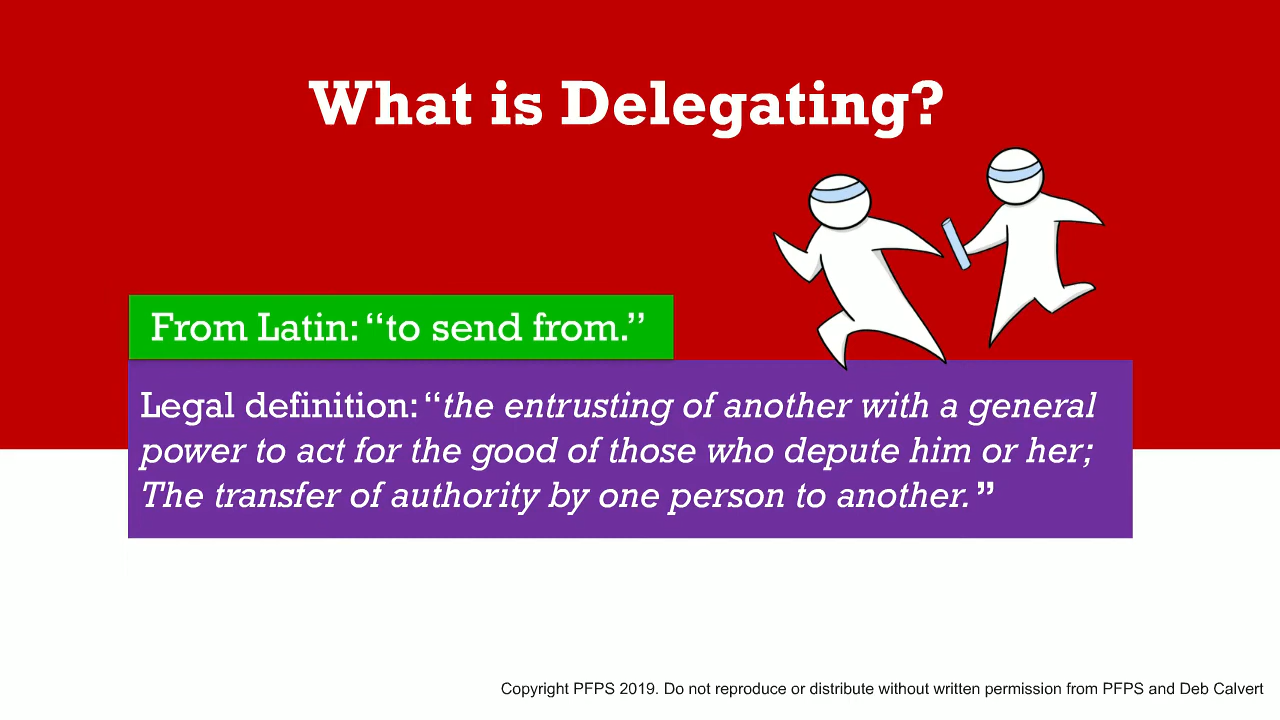 What is Delegating?
From Latin: “to send from.”
Legal definition: “the entrusting of another with a general
power to act for the good of those who depute him or her;
The transfer of authority by one person to another. ”
Copyright PFPS 2019. Do not reproduce or distribute without written permission from PFPS and Deb Calvert